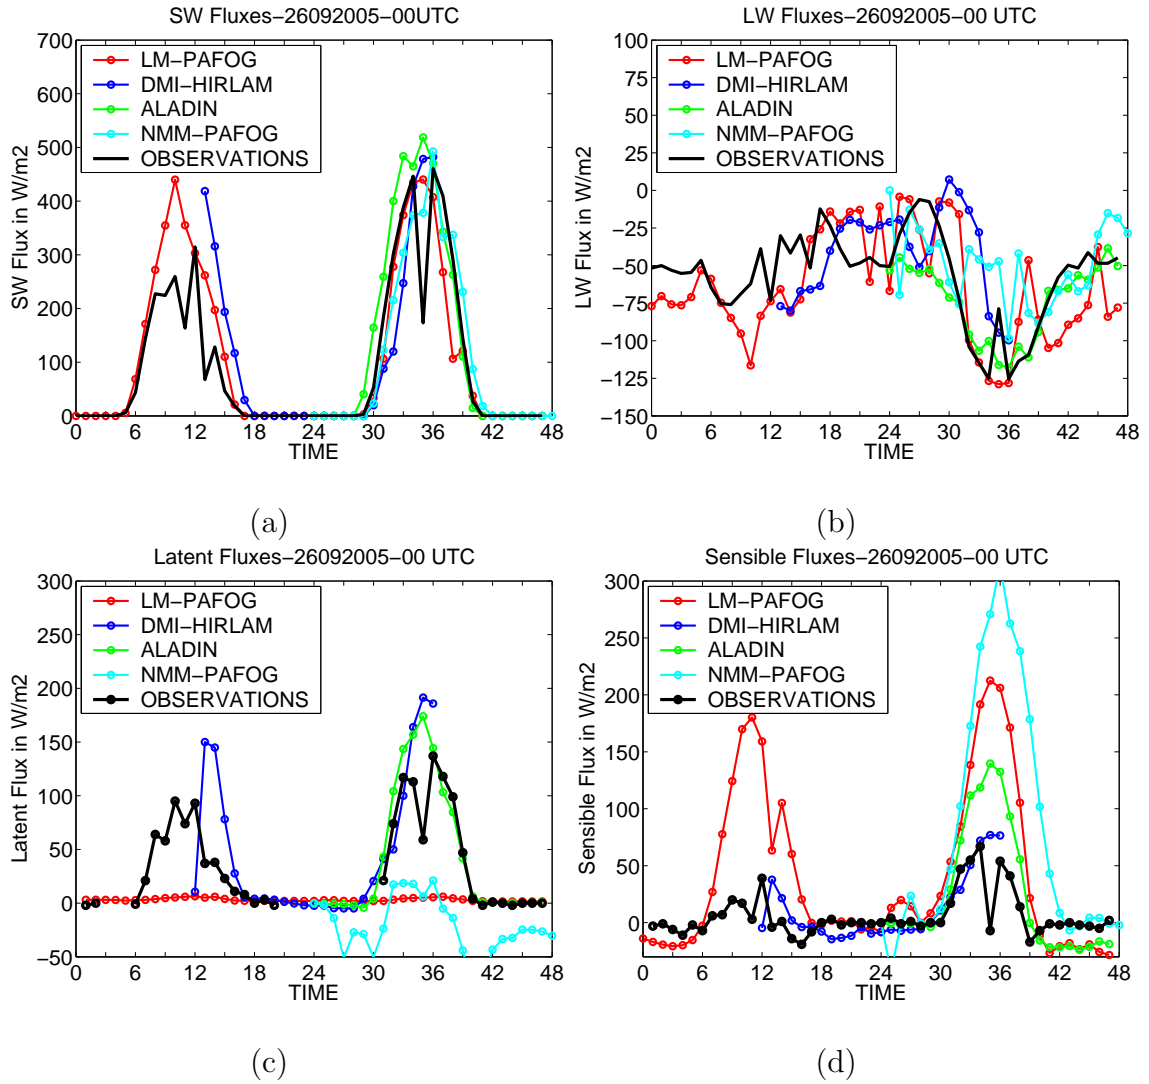 SW Fluxes−26092005−00UTC
700
600
500
400
300
200
100
0
SW Flux in W/m2
LM−PAFOG
DMI−HIRLAM
ALADIN
NMM−PAFOG
OBSERVATIONS
0 6 12 18 24 30 36 42 48
TIME
(a)
LW Fluxes−26092005−00 UTC
100
75
50
25
−0
−25
−50
−75
−100
−125
−150
LW Flux in W/m2
LM−PAFOG
DMI−HIRLAM
ALADIN
NMM−PAFOG
OBSERVATIONS
0 6 12 18 24 30 36 42 48
TIME
(b)
Latent Fluxes−26092005−00 UTC
300
250
200
150
100
50
0
−50
Latent Flux in W/m2
LM−PAFOG
DMI−HIRLAM
ALADIN
NMM−PAFOG
OBSERVATIONS
0 6 12 18 24 30 36 42 48
TIME
(c)
Sensible Fluxes−26092005−00 UTC
300
250
200
150
100
50
0
Sensible Flux in W/m2
LM−PAFOG
DMI−HIRLAM
ALADIN
NMM−PAFOG
OBSERVATIONS
0 6 12 18 24 30 36 42 48
TIME
(d)